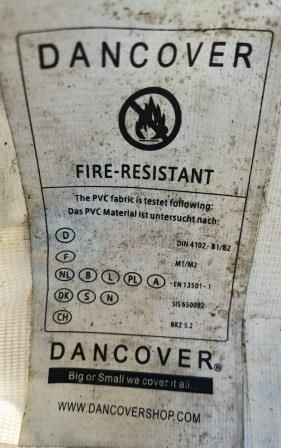 DANCOVER
FIRE-RESISTANT
The PVC fabric is testet following:
Das PVC Material ist untersucht nach:
D DIN 4102 - B1/B2
F M1/M2
NL B L PL A EN 13501 - 1
DK S N SIS 650082
CH BKZ 5.2
DANCOVER®
Big or Small we cover it all...
WWW.DANCOVERSHOP.COM